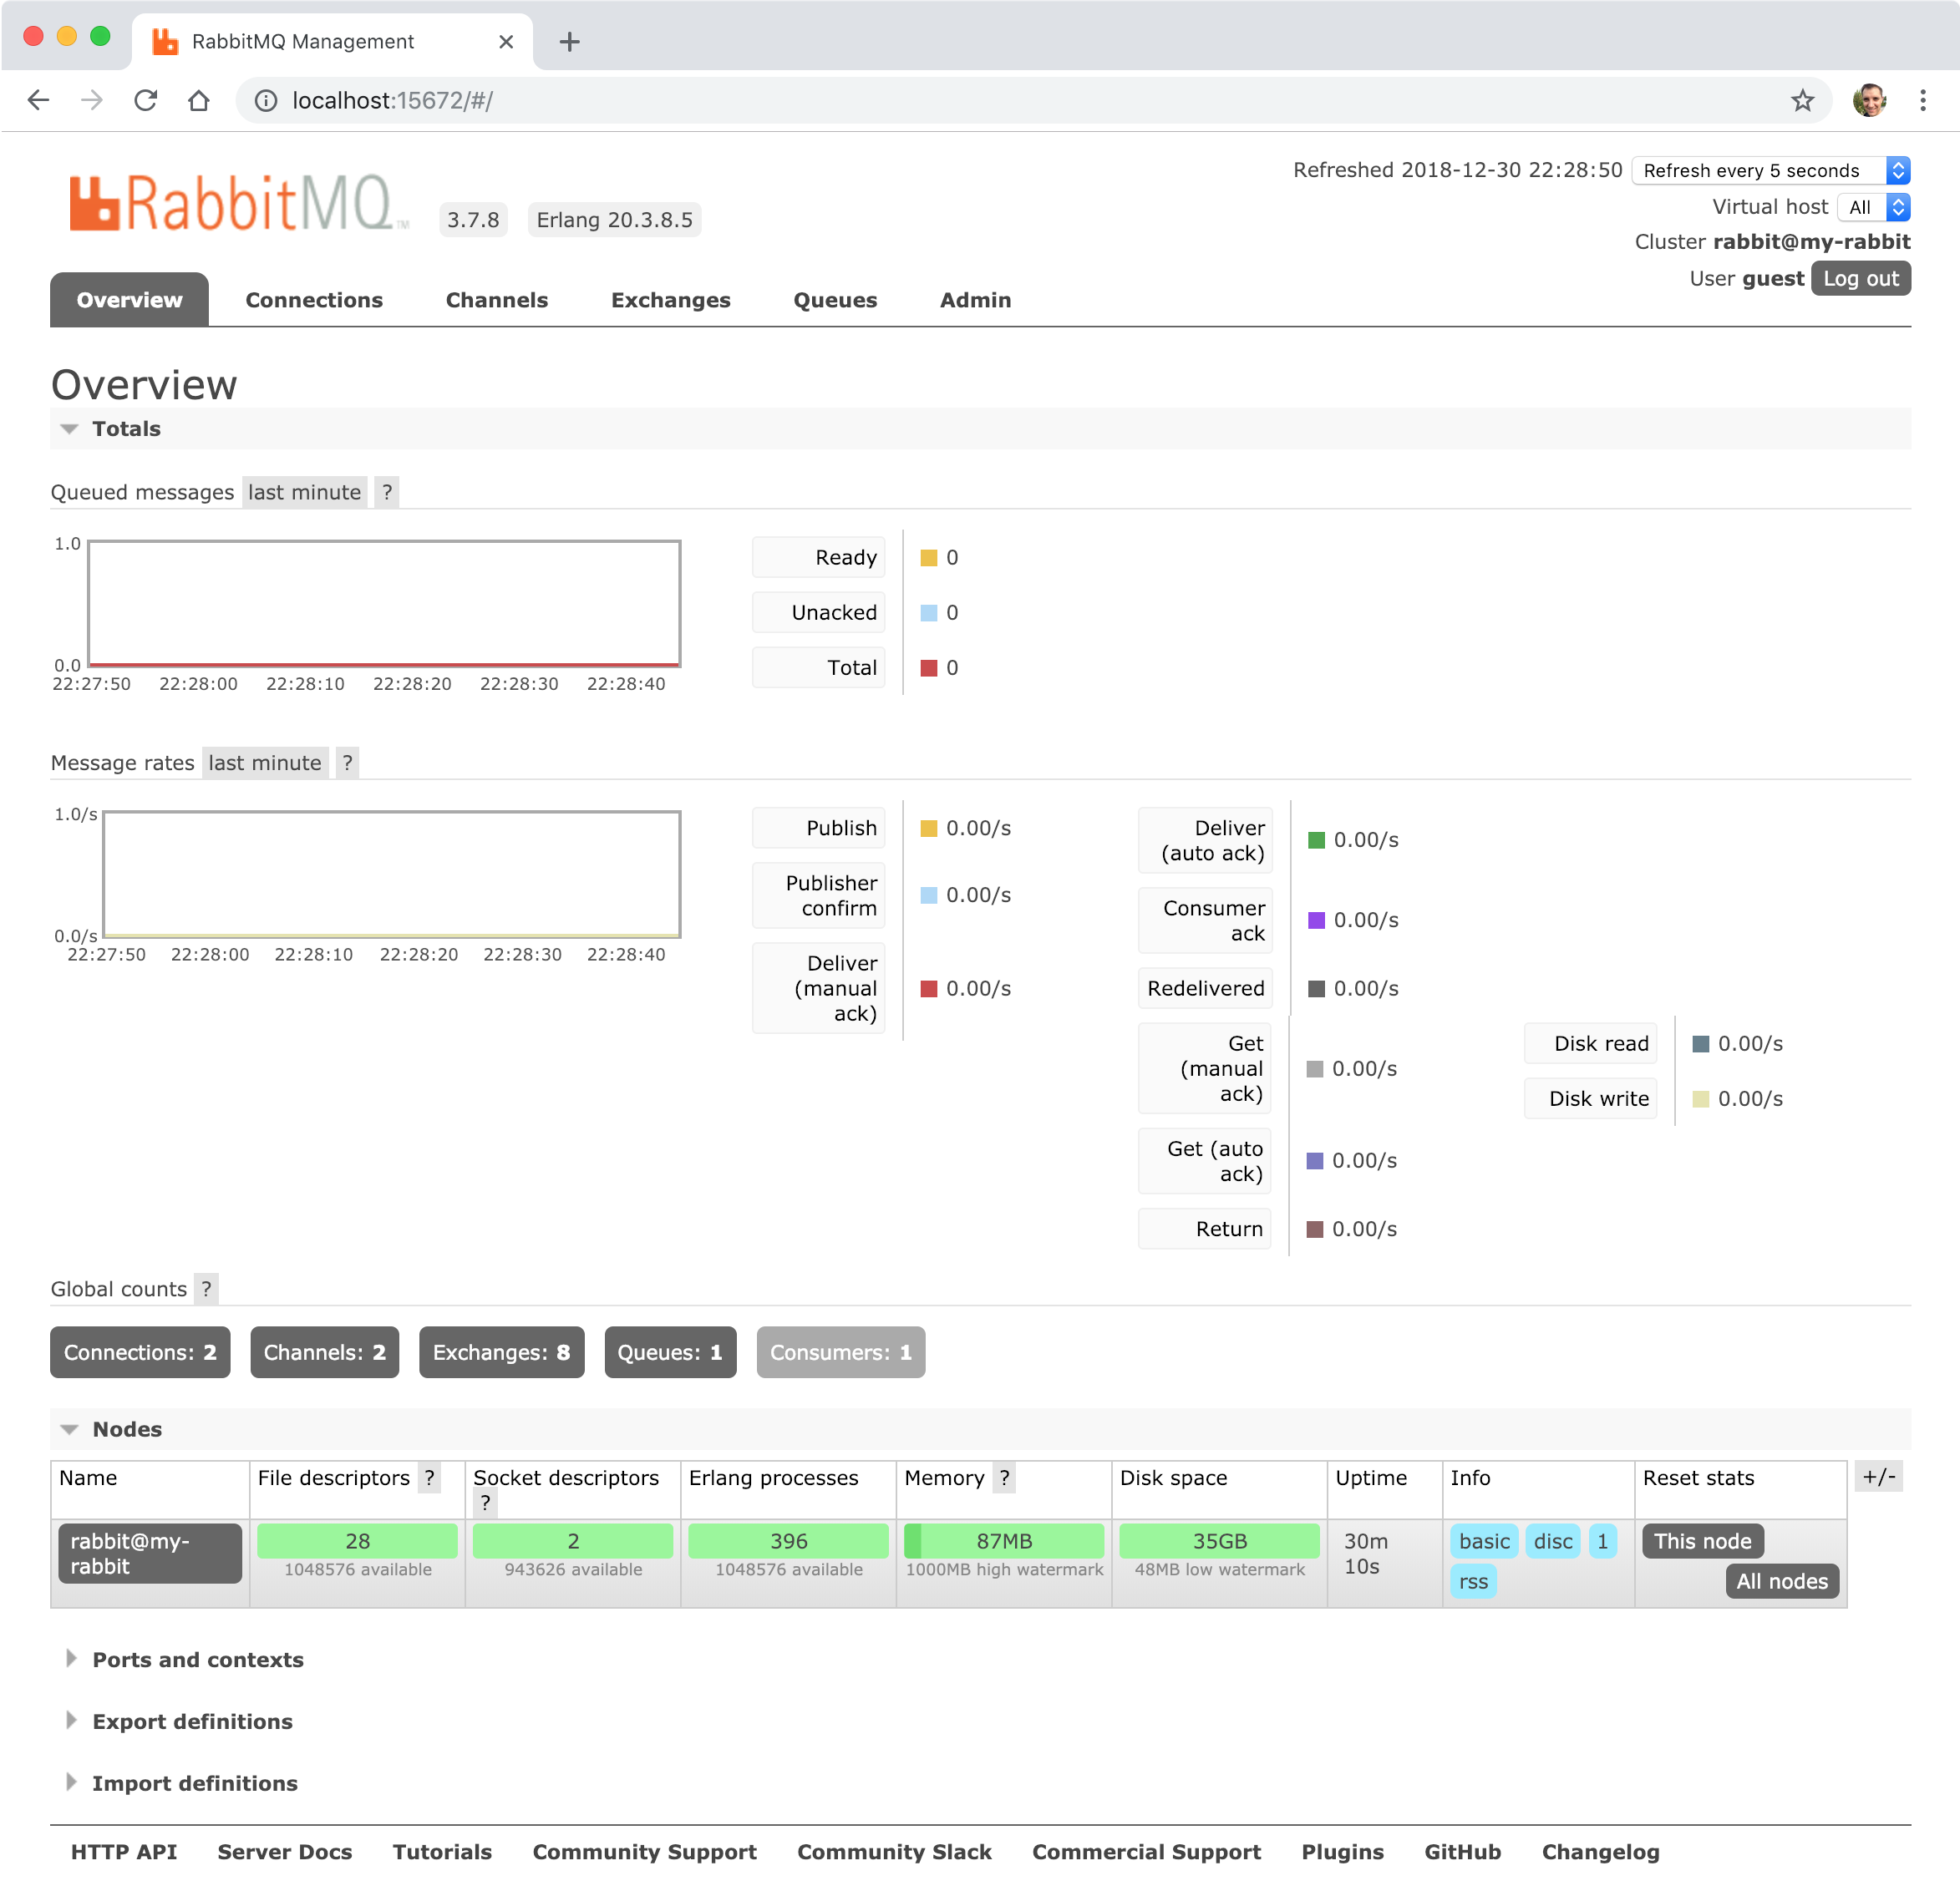 RabbitMQ Management
localhost:15672/#/
RabbitMQ™ 3.7.8 Erlang 20.3.8.5
Refreshed 2018-12-30 22:28:50 Refresh every 5 seconds
Virtual host All
Cluster rabbit@my-rabbit
User guest Log out
Overview Connections Channels Exchanges Queues Admin
Overview
Totals
Queued messages last minute ?
1.0
0.0
22:27:50 22:28:00 22:28:10 22:28:20 22:28:30 22:28:40
Ready 0
Unacked 0
Total 0
Message rates last minute ?
1.0/s
0.0/s
22:27:50 22:28:00 22:28:10 22:28:20 22:28:30 22:28:40
Publish 0.00/s
Publisher
confirm 0.00/s
Deliver
(manual 0.00/s
ack)
Deliver
(auto ack) 0.00/s
Consumer
ack 0.00/s
Redelivered 0.00/s
Get
(manual 0.00/s
ack)
Get (auto
ack) 0.00/s
Return 0.00/s
Disk read 0.00/s
Disk write 0.00/s
Global counts ?
Connections: 2 Channels: 2 Exchanges: 8 Queues: 1 Consumers: 1
Nodes
Name File descriptors ? Socket descriptors ? Erlang processes Memory ? Disk space Uptime Info Reset stats +/-
rabbit@my-
rabbit
28
1048576 available
2
943626 available
396
1048576 available
87MB
1000MB high watermark
35GB
48MB low watermark
30m
10s
basic disc 1
rss
This node
All nodes
Ports and contexts
Export definitions
Import definitions
HTTP API Server Docs Tutorials Community Support Community Slack Commercial Support Plugins GitHub Changelog